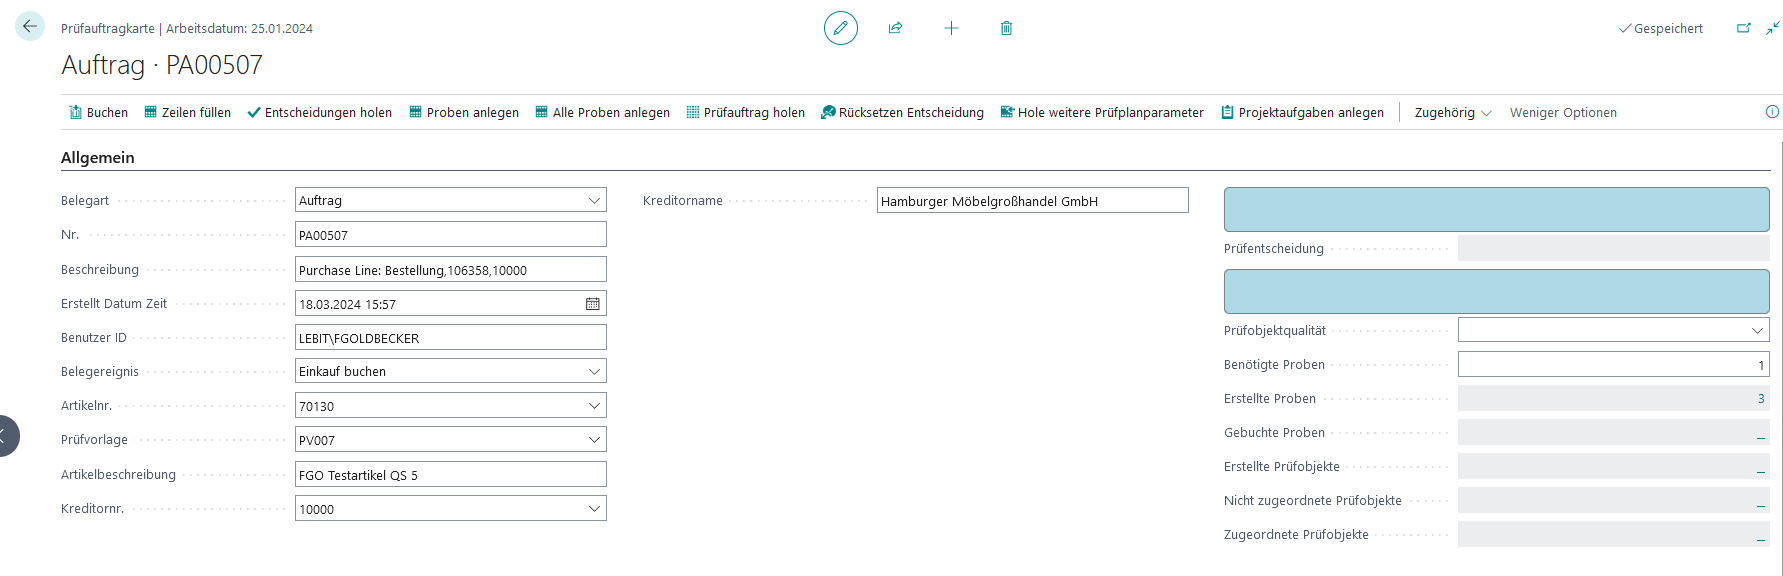 Prüfauftragkarte | Arbeitsdatum: 25.01.2024
Gespeichert
Auftrag · PA00507
Buchen Zeilen füllen Entscheidungen holen Proben anlegen Alle Proben anlegen Prüfauftrag holen Rücksetzen Entscheidung Hole weitere Prüfplanparameter Projektaufgaben anlegen Zugehörig Weniger Optionen
Allgemein
Belegart Auftrag
Nr. PA00507
Beschreibung Purchase Line: Bestellung,106358,10000
Erstellt Datum Zeit 18.03.2024 15:57
Benutzer ID LEBIT\FGOLDBECKER
Belegereignis Einkauf buchen
Artikelnr. 70130
Prüfvorlage PV007
Artikelbeschreibung FGO Testartikel QS 5
Kreditornr. 10000
Kreditorname Hamburger Möbelgroßhandel GmbH
Prüfentscheidung
Prüfobjektqualität
Benötigte Proben 1
Erstellte Proben 3
Gebuchte Proben _
Erstellte Prüfobjekte _
Nicht zugeordnete Prüfobjekte _
Zugeordnete Prüfobjekte _